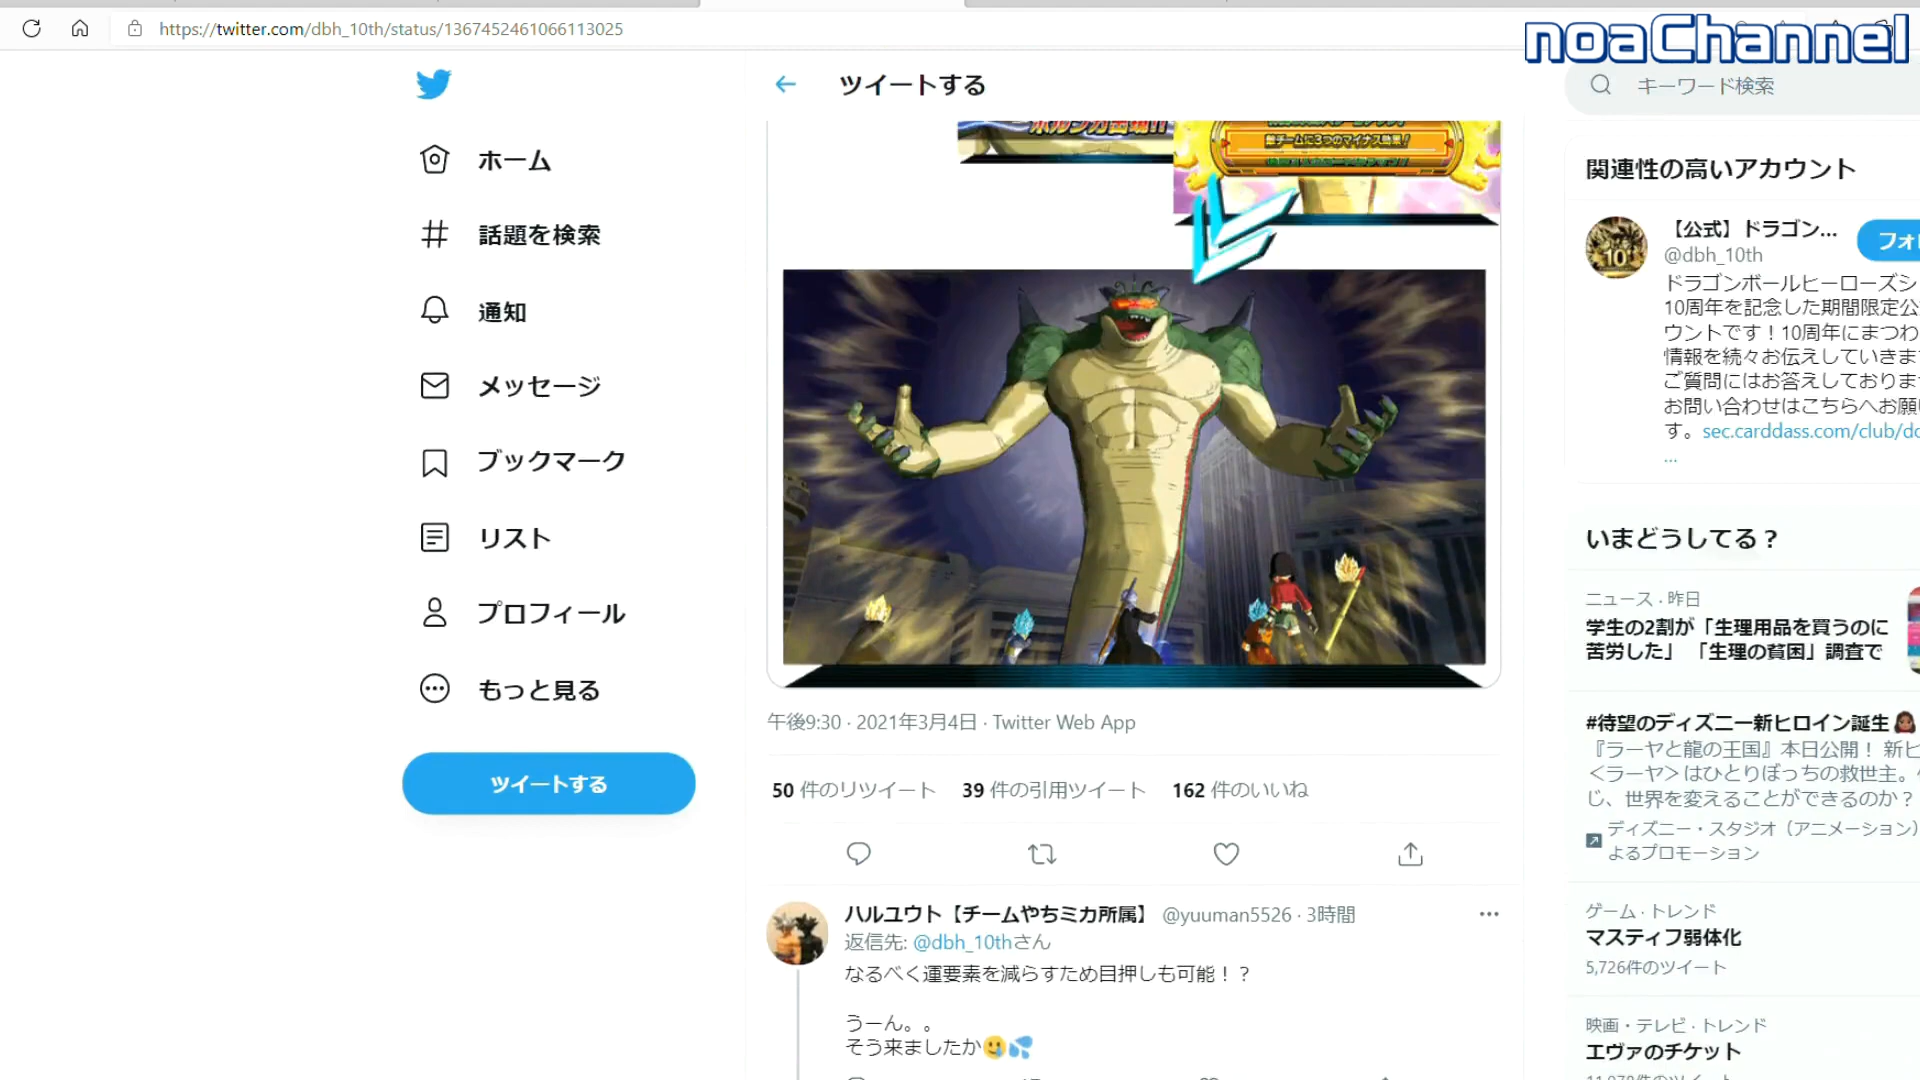 https://twitter.com/dbh_10th/status/1367452461066113025
noaChannel
ツイートする
キーワード検索
ホーム
話題を検索
通知
メッセージ
ブックマーク
リスト
プロフィール
もっと見る
ツイートする
敵チームに3つのマイナス効果!
午後9:30 · 2021年3月4日 · Twitter Web App
50 件のリツイート 39 件の引用ツイート 162 件のいいね
ハルユウト【チームやちミカ所属】 @yuuman5526 · 3時間
返信先: @dbh_10thさん
なるべく運要素を減らすため目押しも可能！？
うーん。。
そう来ましたか🥲💦
関連性の高いアカウント
【公式】ドラゴン...
フォ
@dbh_10th
10
ドラゴンボールヒーローズシ
10周年を記念した期間限定公
ウントです！10周年にまつわ
情報を続々お伝えしていきま
ご質問にはお答えしておりま
お問い合わせはこちらへお願
す。sec.carddass.com/club/do
...
いまどうしてる？
ニュース · 昨日
学生の2割が「生理用品を買うのに
苦労した」 「生理の貧困」調査で
#待望のディズニー新ヒロイン誕生
『ラーヤと龍の王国』本日公開！ 新ヒ
＜ラーヤ＞はひとりぼっちの救世主。
じ、世界を変えることができるのか？
ディズニー・スタジオ（アニメーション）
よるプロモーション
ゲーム · トレンド
マスティフ弱体化
5,726件のツイート
映画・テレビ · トレンド
エヴァのチケット